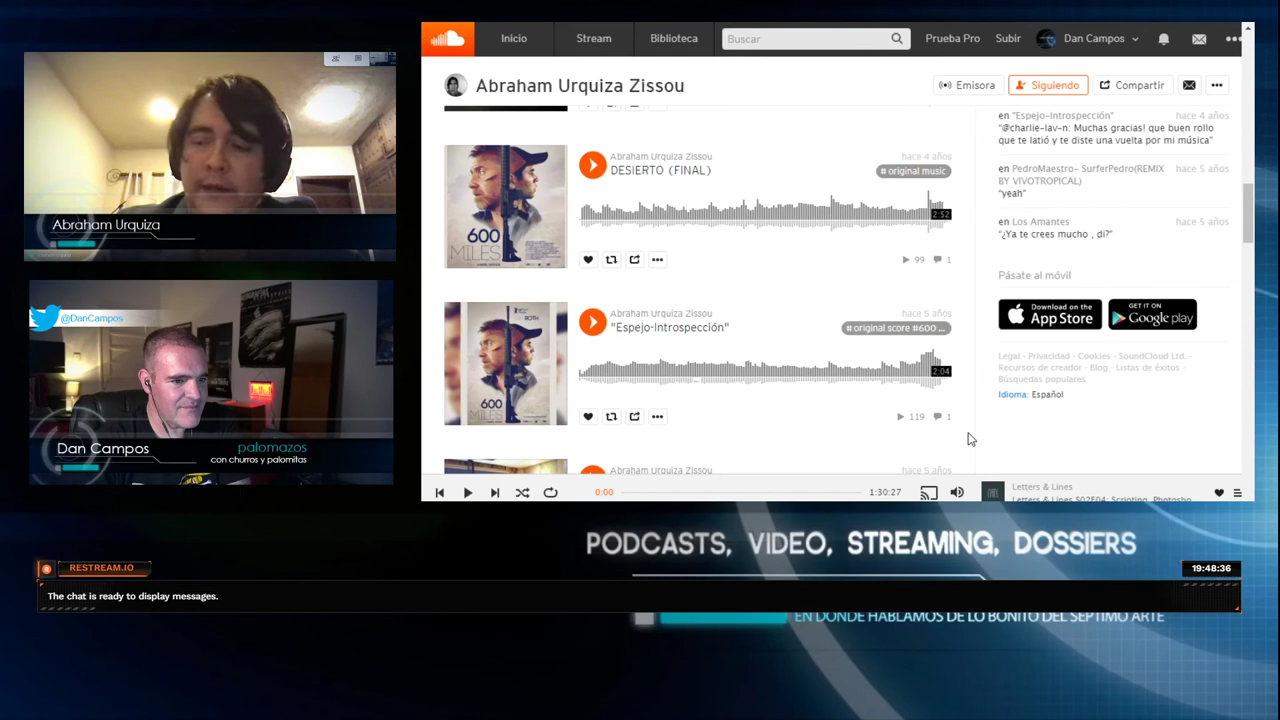 Abraham Urquiza
@DanCampos
Dan Campos
palomazos
con churros y palomitas
Inicio
Stream
Biblioteca
Buscar
Prueba Pro
Subir
Dan Campos
Abraham Urquiza Zissou
Emisora
Siguiendo
Compartir
Abraham Urquiza Zissou
hace 4 años
DESIERTO (FINAL)
# original music
2:52
600
MILES
99
1
Abraham Urquiza Zissou
hace 5 años
"Espejo-Introspección"
# original score #600 ...
2:04
119
1
Abraham Urquiza Zissou
hace 5 años
en "Espejo-Introspección"
hace 4 años
"@charlie-lav-n: Muchas gracias! que buen rollo
que te latió y te diste una vuelta por mi música"
en PedroMaestro- SurferPedro(REMIX
hace 5 años
BY VIVOTROPICAL)
"yeah"
en Los Amantes
hace 5 años
"¿Ya te crees mucho , di?"
Pásate al móvil
Download on the
App Store
GET IT ON
Google play
Legal - Privacidad - Cookies - SoundCloud Ltd. -
Recursos de creador - Blog - Listas de éxitos -
Búsquedas populares
Idioma: Español
0:00
1:30:27
Letters & Lines
Letters & Lines S02E04: Scripting, Photosho
PODCASTS, VIDEO, STREAMING, DOSSIERS
RESTREAM.IO
19:48:36
The chat is ready to display messages.
EN DONDE HABLAMOS DE LO BONITO DEL SEPTIMO ARTE